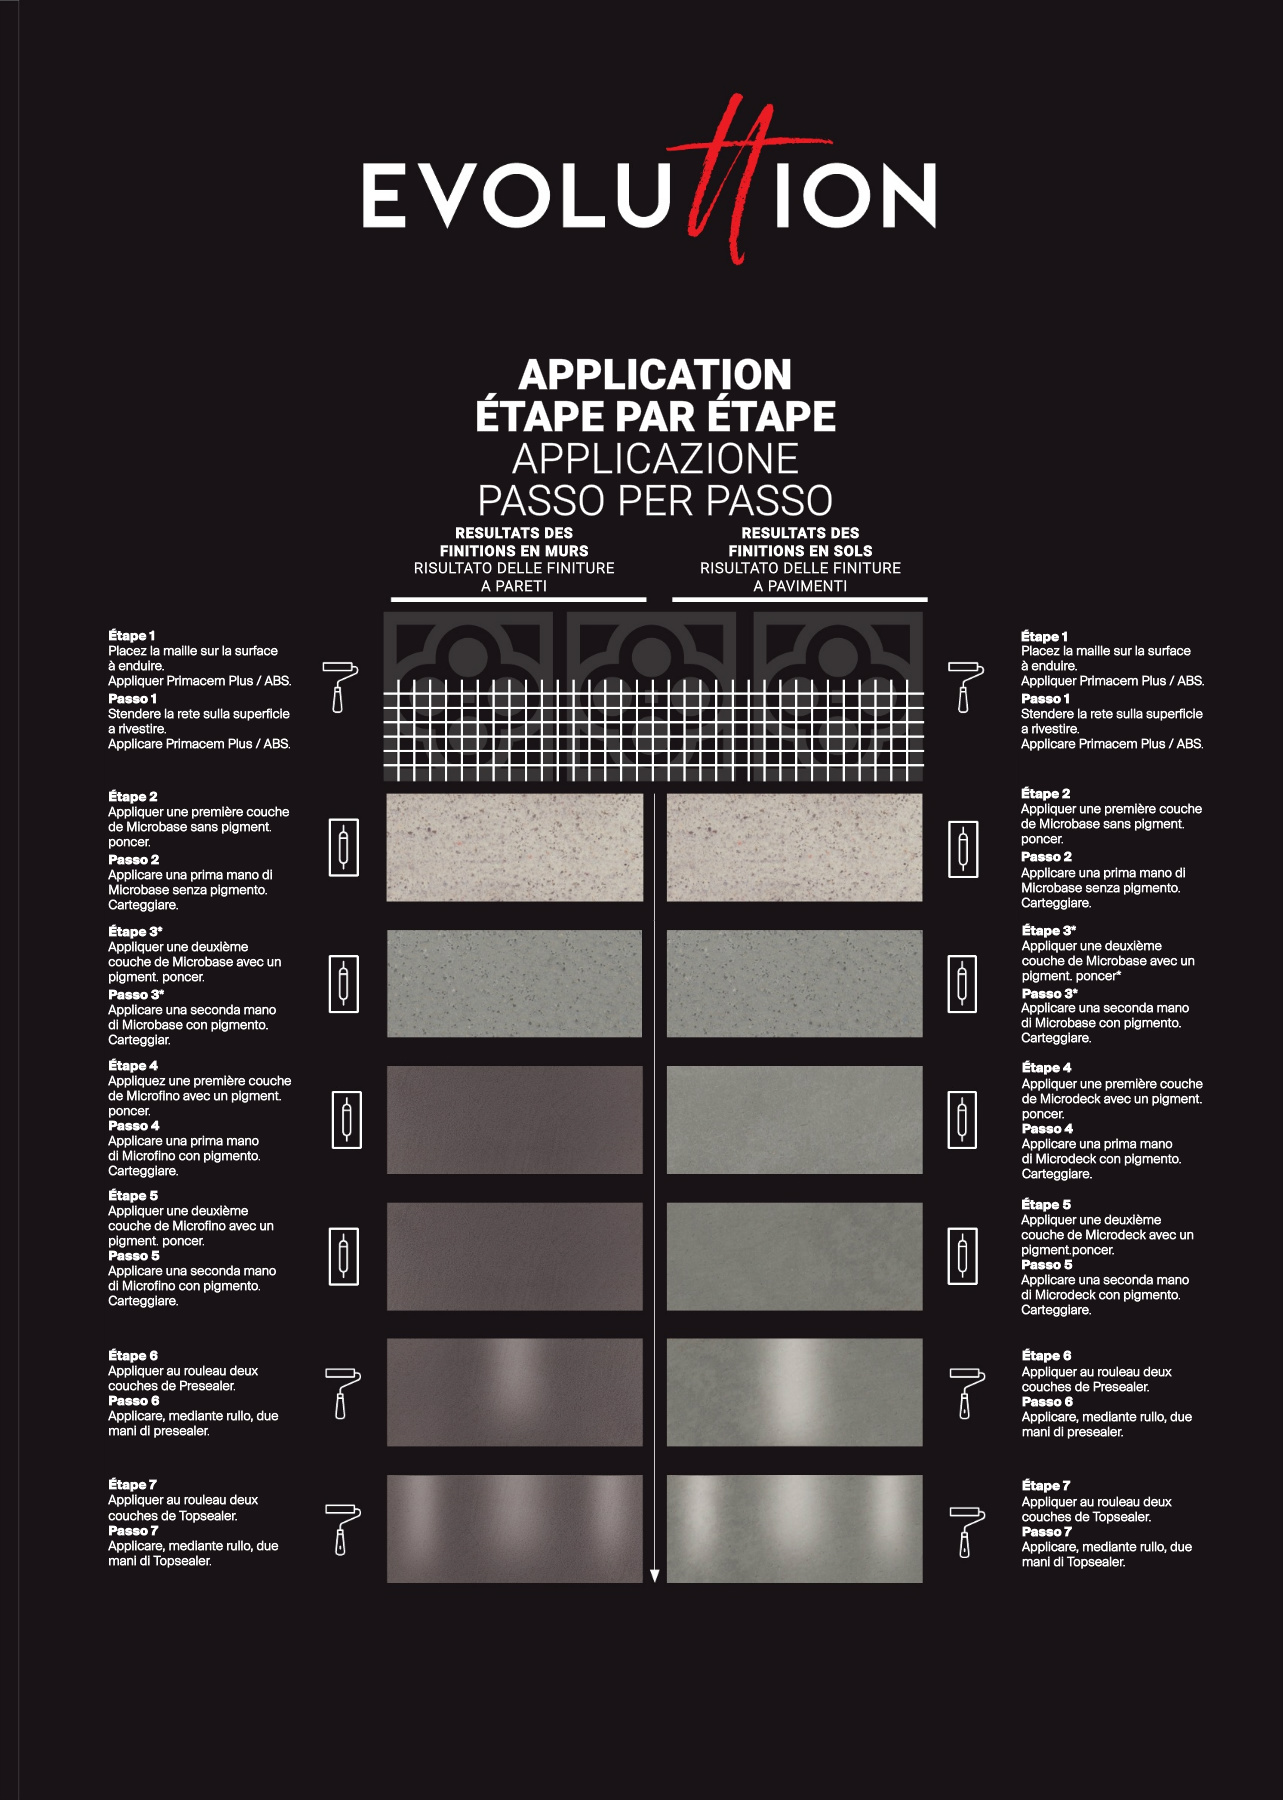 EVOLUttION
APPLICATION
ÉTAPE PAR ÉTAPE
APPLICAZIONE
PASSO PER PASSO
RESULTATS DES
FINITIONS EN MURS
RISULTATO DELLE FINITURE
A PARETI
RESULTATS DES
FINITIONS EN SOLS
RISULTATO DELLE FINITURE
A PAVIMENTI
Étape 1
Placez la maille sur la surface
à enduire.
Appliquer Primacem Plus / ABS.
Passo 1
Stendere la rete sulla superficie
a rivestire.
Applicare Primacem Plus / ABS.
Étape 2
Appliquer une première couche
de Microbase sans pigment.
poncer.
Passo 2
Applicare una prima mano di
Microbase senza pigmento.
Carteggiare.
Étape 3*
Appliquer une deuxième
couche de Microbase avec un
pigment. poncer.
Passo 3*
Applicare una seconda mano
di Microbase con pigmento.
Carteggiar.
Étape 4
Appliquez une première couche
de Microfino avec un pigment.
poncer.
Passo 4
Applicare una prima mano
di Microfino con pigmento.
Carteggiare.
Étape 5
Appliquer une deuxième
couche de Microfino avec un
pigment. poncer.
Passo 5
Applicare una seconda mano
di Microfino con pigmento.
Carteggiare.
Étape 6
Appliquer au rouleau deux
couches de Presealer.
Passo 6
Applicare, mediante rullo, due
mani di presealer.
Étape 7
Appliquer au rouleau deux
couches de Topsealer.
Passo 7
Applicare, mediante rullo, due
mani di Topsealer.
Étape 1
Placez la maille sur la surface
à enduire.
Appliquer Primacem Plus / ABS.
Passo 1
Stendere la rete sulla superficie
a rivestire.
Applicare Primacem Plus / ABS.
Étape 2
Appliquer une première couche
de Microbase sans pigment.
poncer.
Passo 2
Applicare una prima mano di
Microbase senza pigmento.
Carteggiare.
Étape 3*
Appliquer une deuxième
couche de Microbase avec un
pigment. poncer*
Passo 3*
Applicare una seconda mano
di Microbase con pigmento.
Carteggiare.
Étape 4
Appliquer une première couche
de Microdeck avec un pigment.
poncer.
Passo 4
Applicare una prima mano
di Microdeck con pigmento.
Carteggiare.
Étape 5
Appliquer une deuxième
couche de Microdeck avec un
pigment.poncer.
Passo 5
Applicare una seconda mano
di Microdeck con pigmento.
Carteggiare.
Étape 6
Appliquer au rouleau deux
couches de Presealer.
Passo 6
Applicare, mediante rullo, due
mani di presealer.
Étape 7
Appliquer au rouleau deux
couches de Topsealer.
Passo 7
Applicare, mediante rullo, due
mani di Topsealer.